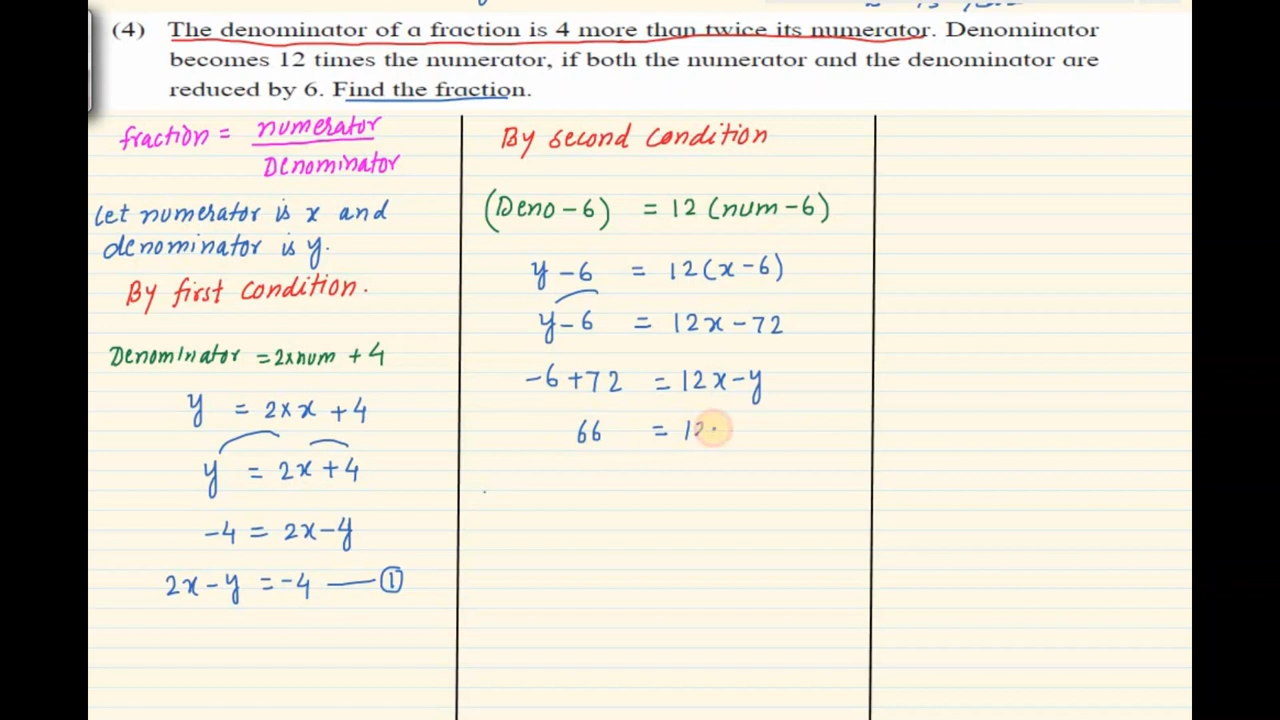 (4) The denominator of a fraction is 4 more than twice its numerator. Denominator
becomes 12 times the numerator, if both the numerator and the denominator are
reduced by 6. Find the fraction.
fraction = numerator
Denominator
Let numerator is x and
denominator is y.
By first condition.
Denominator = 2×num + 4
y = 2×x + 4
y = 2x + 4
-4 = 2x-y
2x-y = -4 —— ①
By second condition
(Deno-6) = 12 (num-6)
y-6 = 12(x-6)
y-6 = 12x-72
-6+72 = 12x-y
66 = 12